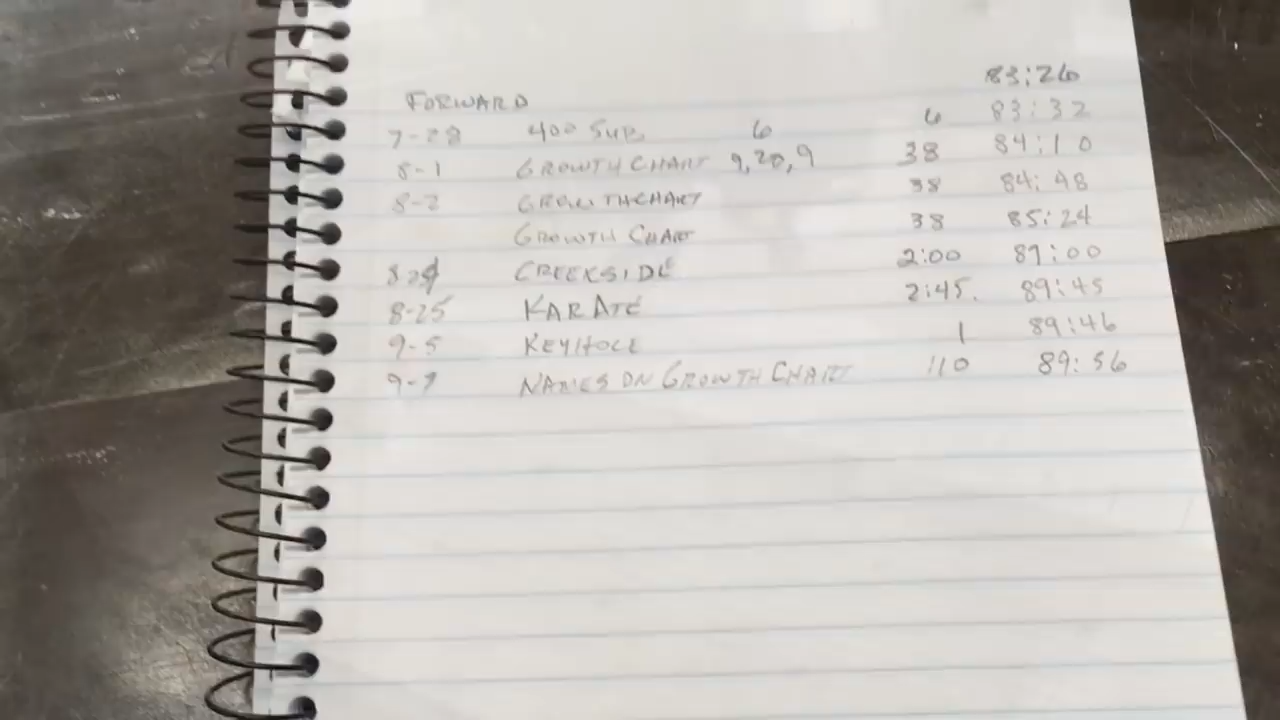 83:26
FORWARD
7-28 400 SUB 6 6 83:32
8-1 GROWTH CHART 9,20,9 38 84:10
8-2 GROWTHCHART 38 84:48
GROWTH CHART 38 85:24
8-29 CREEKSIDE 2:00 87:00
8-25 KARATE 2:45. 89:45
9-5 KEYHOLE 1 89:46
9-7 NAMES ON GROWTH CHART :10 89:56